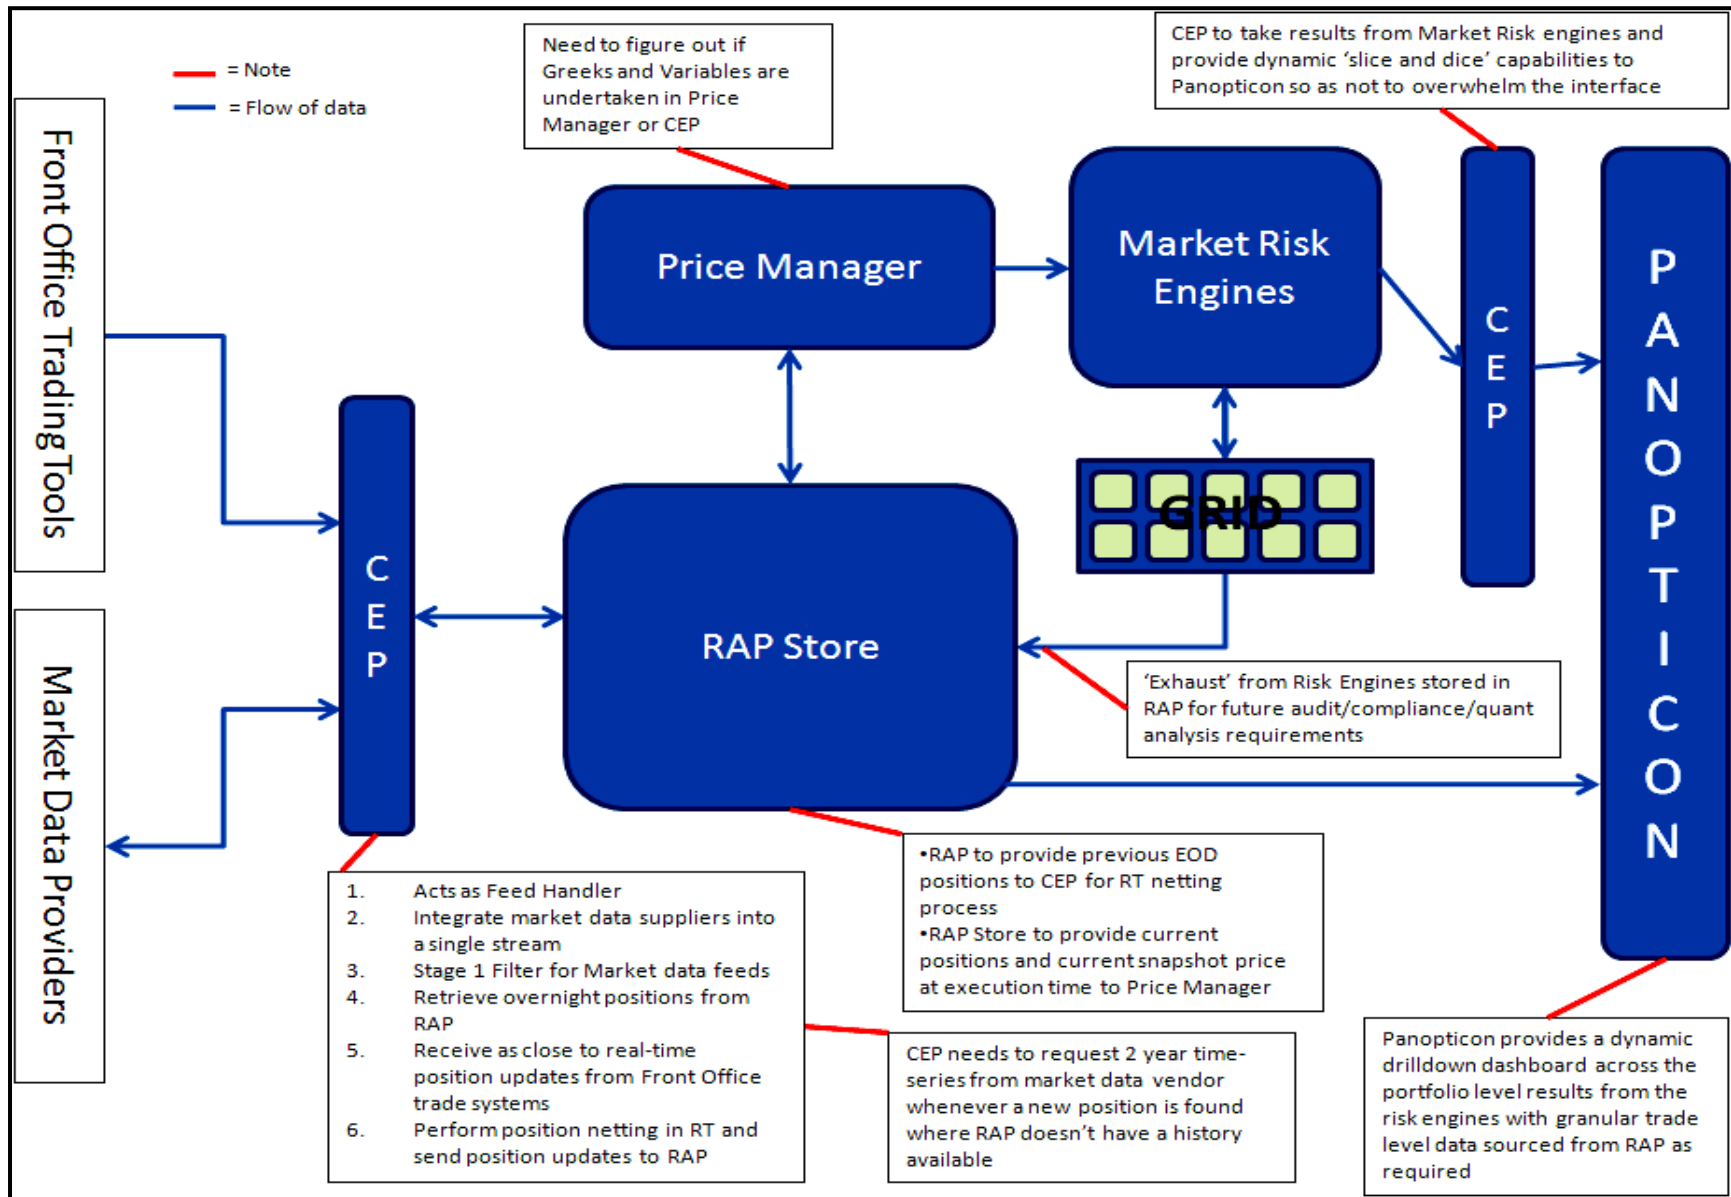 = Note
= Flow of data
Need to figure out if
Greeks and Variables are
undertaken in Price
Manager or CEP
CEP to take results from Market Risk engines and
provide dynamic ‘slice and dice’ capabilities to
Panopticon so as not to overwhelm the interface
Front Office Trading Tools
Market Data Providers
CEP
Price Manager
Market Risk
Engines
CEP
PANOPTICON
GRID
RAP Store
‘Exhaust’ from Risk Engines stored in
RAP for future audit/compliance/quant
analysis requirements
1. Acts as Feed Handler
2. Integrate market data suppliers into
a single stream
3. Stage 1 Filter for Market data feeds
4. Retrieve overnight positions from
RAP
5. Receive as close to real-time
position updates from Front Office
trade systems
6. Perform position netting in RT and
send position updates to RAP
•RAP to provide previous EOD
positions to CEP for RT netting
process
•RAP Store to provide current
positions and current snapshot price
at execution time to Price Manager
CEP needs to request 2 year time-
series from market data vendor
whenever a new position is found
where RAP doesn’t have a history
available
Panopticon provides a dynamic
drilldown dashboard across the
portfolio level results from the
risk engines with granular trade
level data sourced from RAP as
required